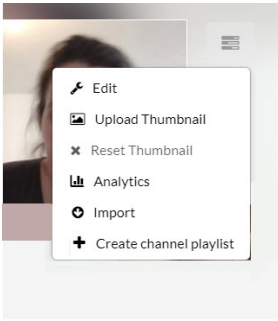 Edit
Upload Thumbnail
Reset Thumbnail
Analytics
Import
Create channel playlist